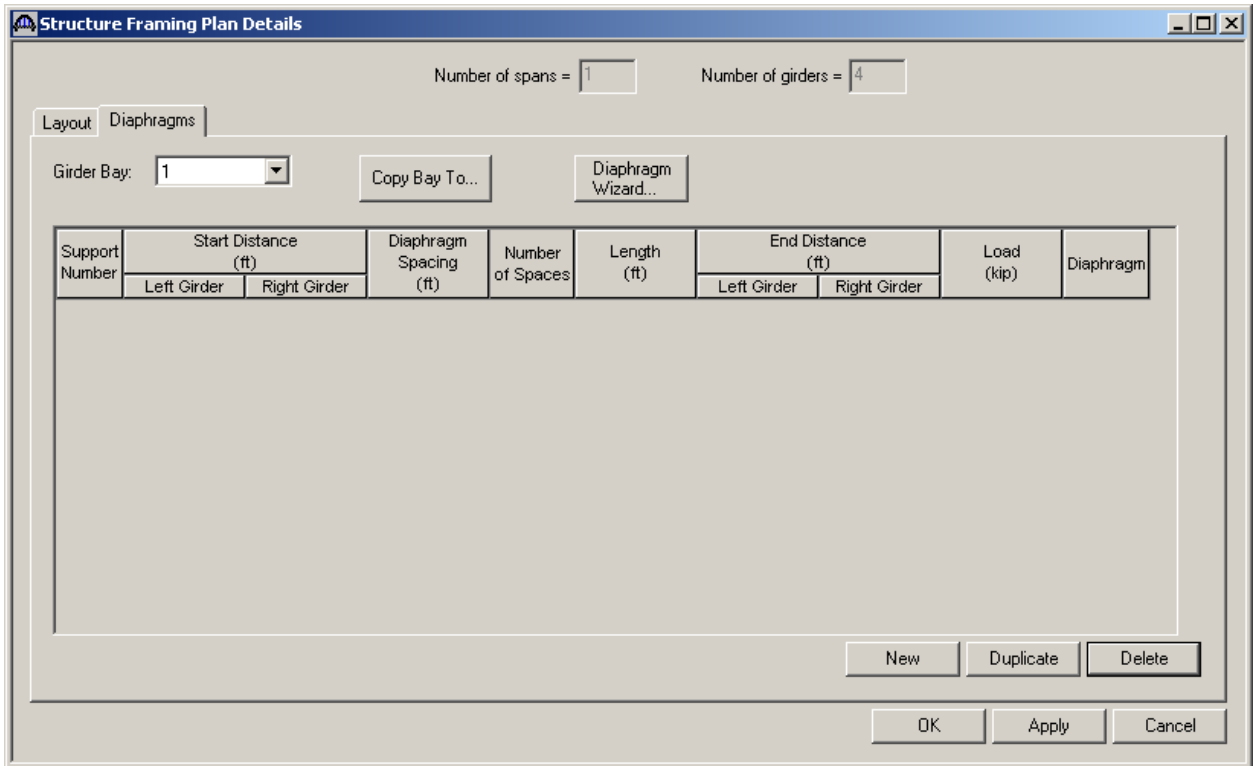 Structure Framing Plan Details
Number of spans = 1 Number of girders = 4
Layout Diaphragms
Girder Bay: 1 Copy Bay To... Diaphragm
Wizard...
Support
Number
Start Distance
(ft)
Left Girder Right Girder
Diaphragm
Spacing
(ft)
Number
of Spaces
Length
(ft)
End Distance
(ft)
Left Girder Right Girder
Load
(kip)
Diaphragm
New Duplicate Delete
OK Apply Cancel